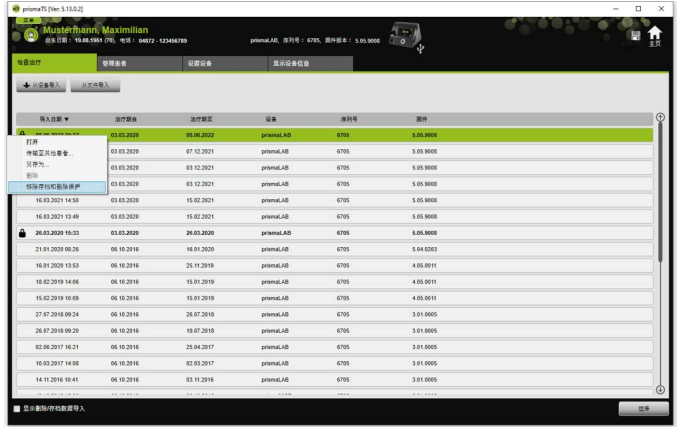 prismaTS [Ver: 5.13.0.2]
Mustermann, Maximilian
出生日期: 19.08.1951 (70), 电话: 04872 - 123456789
prismaLAB, 序列号: 6705, 固件版本: 5.05.9008
主页
检查治疗 管理患者 设置设备 显示设备信息
从设备导入 从文件导入
导入日期 ▼ 治疗期自 治疗期至 设备 序列号 固件
03.03.2020 08.06.2022 prismaLAB 6705 5.05.9008
打开
03.03.2020 07.12.2021 prismaLAB 6705 5.05.9008
传输至其他患者...
03.03.2020 03.12.2021 prismaLAB 6705 5.05.9008
另存为...
删除
03.03.2020 03.12.2021 prismaLAB 6705 5.05.9008
移除存档和删除保护
16.03.2021 14:50 03.03.2020 15.02.2021 prismaLAB 6705 5.05.9008
16.03.2021 13:49 03.03.2020 15.02.2021 prismaLAB 6705 5.05.9008
26.03.2020 15:33 03.03.2020 26.03.2020 prismaLAB 6705 5.05.9008
21.01.2020 08:26 06.10.2016 16.01.2020 prismaLAB 6705 5.04.0263
16.01.2020 13:53 06.10.2016 25.11.2019 prismaLAB 6705 4.05.0011
18.02.2019 14:06 06.10.2016 15.01.2019 prismaLAB 6705 4.05.0011
15.02.2019 10:09 06.10.2016 15.01.2019 prismaLAB 6705 4.05.0011
27.07.2018 09:24 06.10.2016 26.07.2018 prismaLAB 6705 3.01.0005
26.07.2018 09:20 06.10.2016 19.07.2018 prismaLAB 6705 3.01.0005
02.06.2017 16:21 06.10.2016 25.04.2017 prismaLAB 6705 3.01.0005
10.03.2017 14:08 06.10.2016 02.03.2017 prismaLAB 6705 3.01.0005
14.11.2016 10:41 06.10.2016 03.11.2016 prismaLAB 6705 3.01.0005
显示删除/存档数据导入
选择